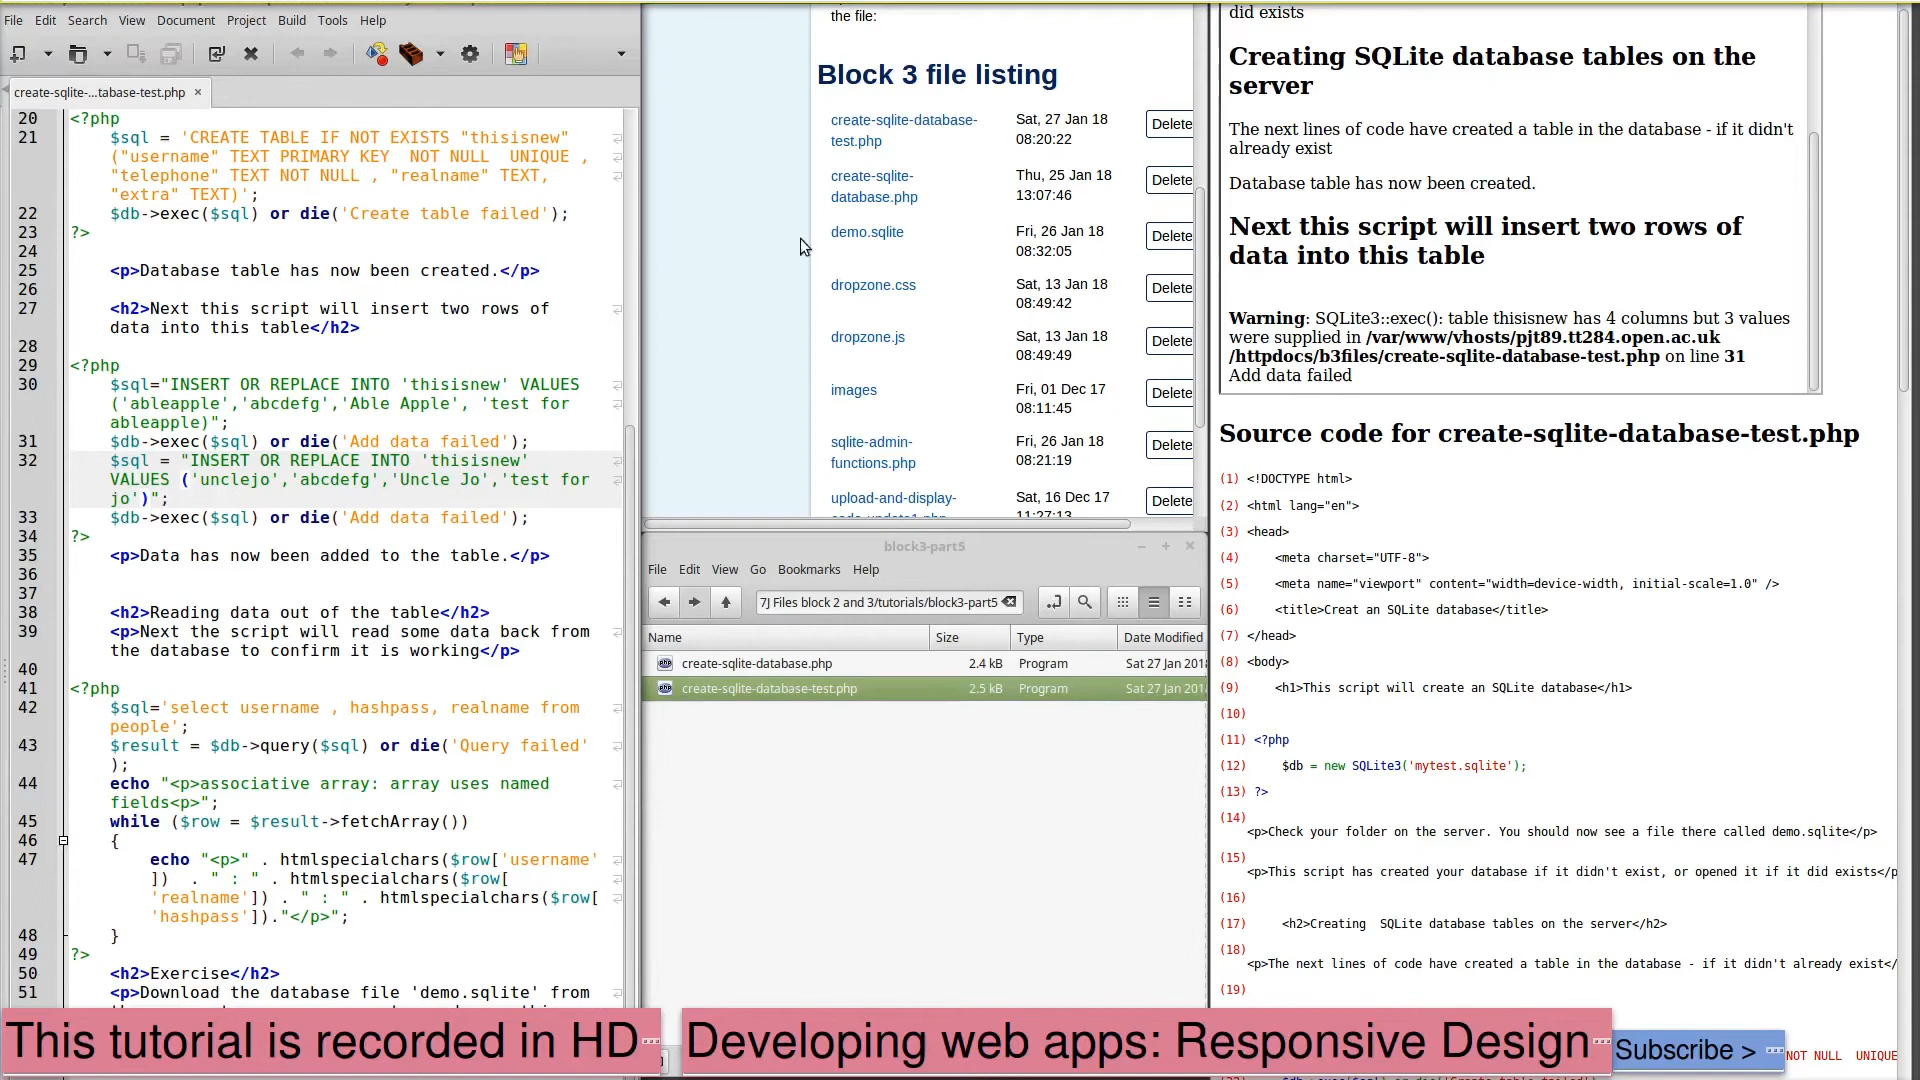 File Edit Search View Document Project Build Tools Help
create-sqlite-...tabase-test.php ×
20 <?php
21 $sql = 'CREATE TABLE IF NOT EXISTS "thisisnew"
("username" TEXT PRIMARY KEY  NOT NULL  UNIQUE ,
"telephone" TEXT NOT NULL , "realname" TEXT,
"extra" TEXT)';
22 $db->exec($sql) or die('Create table failed');
23 ?>
24
25 <p>Database table has now been created.</p>
26
27 <h2>Next this script will insert two rows of
data into this table</h2>
28
29 <?php
30 $sql="INSERT OR REPLACE INTO 'thisisnew' VALUES
('ableapple','abcdefg','Able Apple', 'test for
ableapple)";
31 $db->exec($sql) or die('Add data failed');
32 $sql = "INSERT OR REPLACE INTO 'thisisnew'
VALUES ('unclejo','abcdefg','Uncle Jo','test for
jo')";
33 $db->exec($sql) or die('Add data failed');
34 ?>
35 <p>Data has now been added to the table.</p>
36
37
38 <h2>Reading data out of the table</h2>
39 <p>Next the script will read some data back from
the database to confirm it is working</p>
40
41 <?php
42 $sql='select username , hashpass, realname from
people';
43 $result = $db->query($sql) or die('Query failed'
);
44 echo "<p>associative array: array uses named
fields<p>";
45 while ($row = $result->fetchArray())
46 {
47 echo "<p>" . htmlspecialchars($row['username'
])  . " : " . htmlspecialchars($row[
'realname']) . " : " . htmlspecialchars($row[
'hashpass'])."</p>";
48 }
49 ?>
50 <h2>Exercise</h2>
51 <p>Download the database file 'demo.sqlite' from
the file:
Block 3 file listing
create-sqlite-database-test.php Sat, 27 Jan 18 08:20:22 Delete
create-sqlite-database.php Thu, 25 Jan 18 13:07:46 Delete
demo.sqlite Fri, 26 Jan 18 08:32:05 Delete
dropzone.css Sat, 13 Jan 18 08:49:42 Delete
dropzone.js Sat, 13 Jan 18 08:49:49 Delete
images Fri, 01 Dec 17 08:11:45 Delete
sqlite-admin-functions.php Fri, 26 Jan 18 08:21:19 Delete
upload-and-display- Sat, 16 Dec 17 Delete
code-update1.php 11:27:13
block3-part5
File Edit View Go Bookmarks Help
7J Files block 2 and 3/tutorials/block3-part5
Name Size Type Date Modified
create-sqlite-database.php 2.4 kB Program Sat 27 Jan 201
create-sqlite-database-test.php 2.5 kB Program Sat 27 Jan 201
did exists
Creating SQLite database tables on the
server
The next lines of code have created a table in the database - if it didn't
already exist
Database table has now been created.
Next this script will insert two rows of
data into this table
Warning: SQLite3::exec(): table thisisnew has 4 columns but 3 values
were supplied in /var/www/vhosts/pjt89.tt284.open.ac.uk
/httpdocs/b3files/create-sqlite-database-test.php on line 31
Add data failed
Source code for create-sqlite-database-test.php
(1) <!DOCTYPE html>
(2) <html lang="en">
(3) <head>
(4) <meta charset="UTF-8">
(5) <meta name="viewport" content="width=device-width, initial-scale=1.0" />
(6) <title>Creat an SQLite database</title>
(7) </head>
(8) <body>
(9) <h1>This script will create an SQLite database</h1>
(10)
(11) <?php
(12) $db = new SQLite3('mytest.sqlite');
(13) ?>
(14)
<p>Check your folder on the server. You should now see a file there called demo.sqlite</p>
(15)
<p>This script has created your database if it didn't exist, or opened it if it did exists</p
(16)
(17) <h2>Creating  SQLite database tables on the server</h2>
(18)
<p>The next lines of code have created a table in the database - if it didn't already exist</
(19)
NOT NULL  UNIQUE
This tutorial is recorded in HD
Developing web apps: Responsive Design
Subscribe >